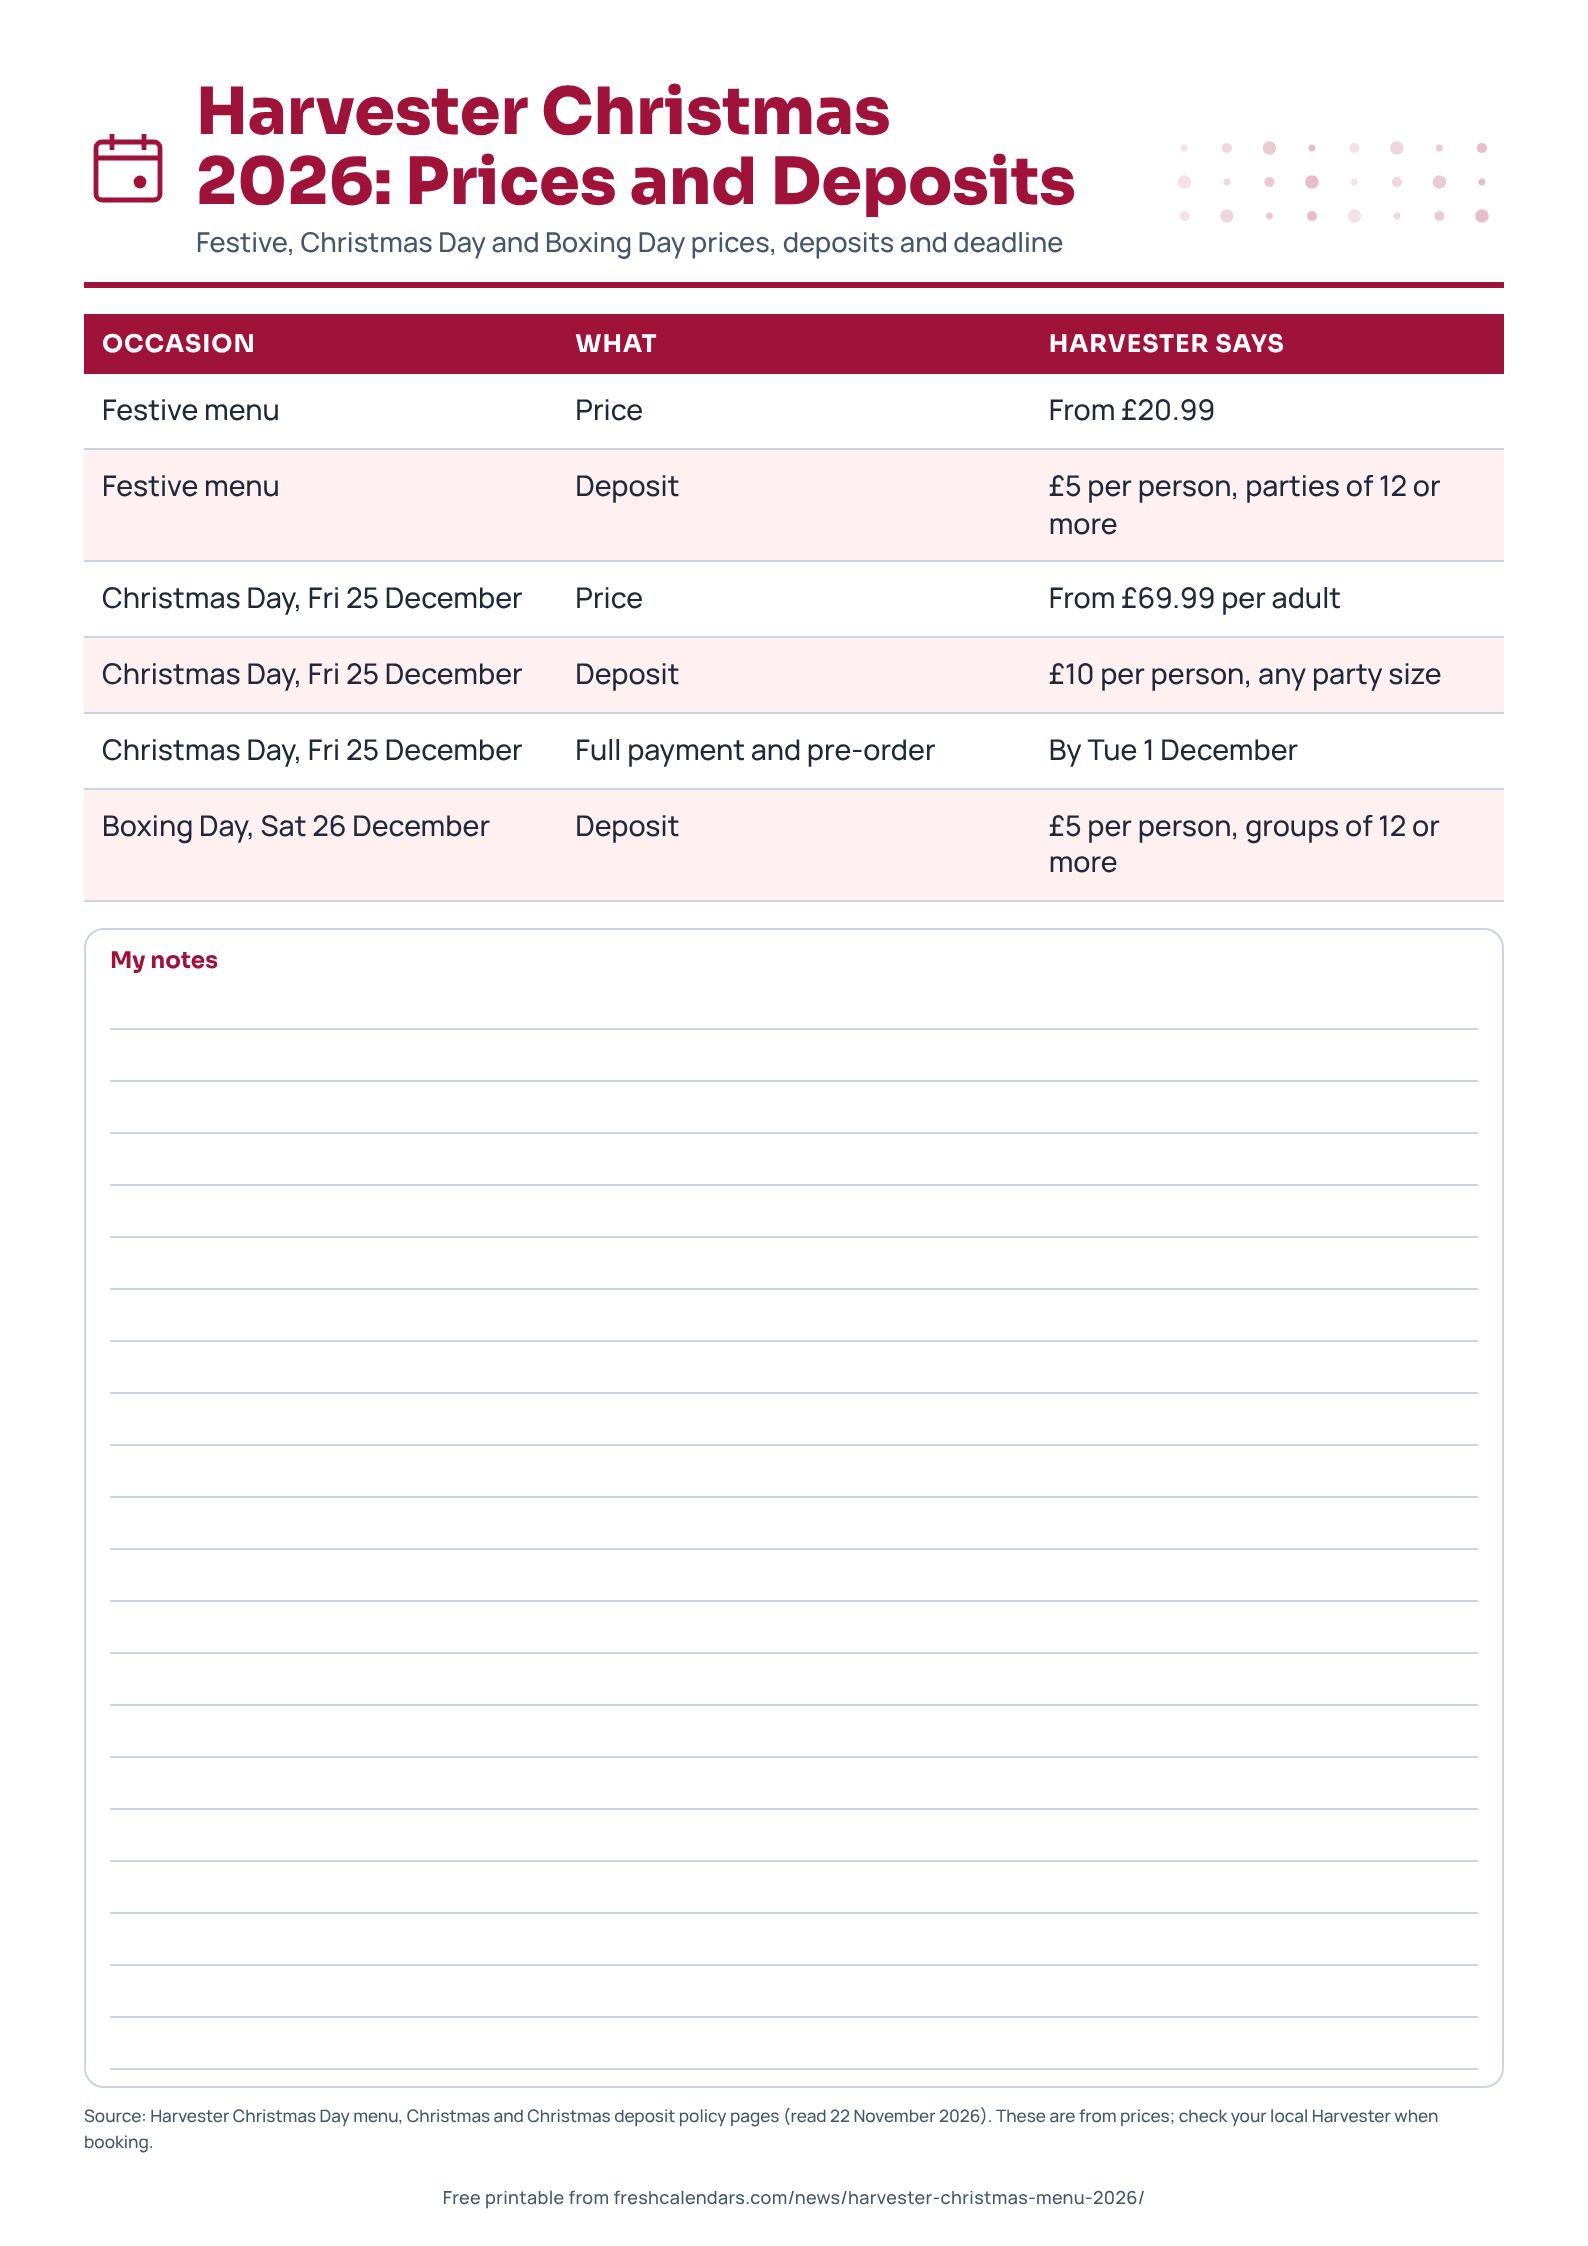 Harvester Christmas
2026: Prices and Deposits
Festive, Christmas Day and Boxing Day prices, deposits and deadline
OCCASION WHAT HARVESTER SAYS
Festive menu Price From £20.99
Festive menu Deposit £5 per person, parties of 12 or
more
Christmas Day, Fri 25 December Price From £69.99 per adult
Christmas Day, Fri 25 December Deposit £10 per person, any party size
Christmas Day, Fri 25 December Full payment and pre-order By Tue 1 December
Boxing Day, Sat 26 December Deposit £5 per person, groups of 12 or
more
My notes
Source: Harvester Christmas Day menu, Christmas and Christmas deposit policy pages (read 22 November 2026). These are from prices; check your local Harvester when
booking.
Free printable from freshcalendars.com/news/harvester-christmas-menu-2026/